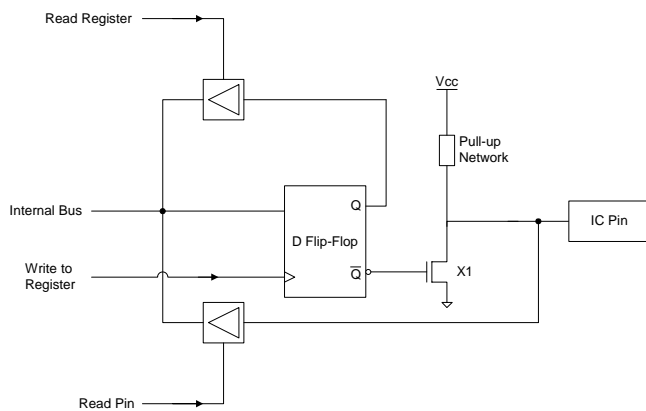 Read Register
Vcc
Pull-up
Network
Internal Bus
Q
IC Pin
D Flip-Flop
Write to
Register
Q
X1
Read Pin